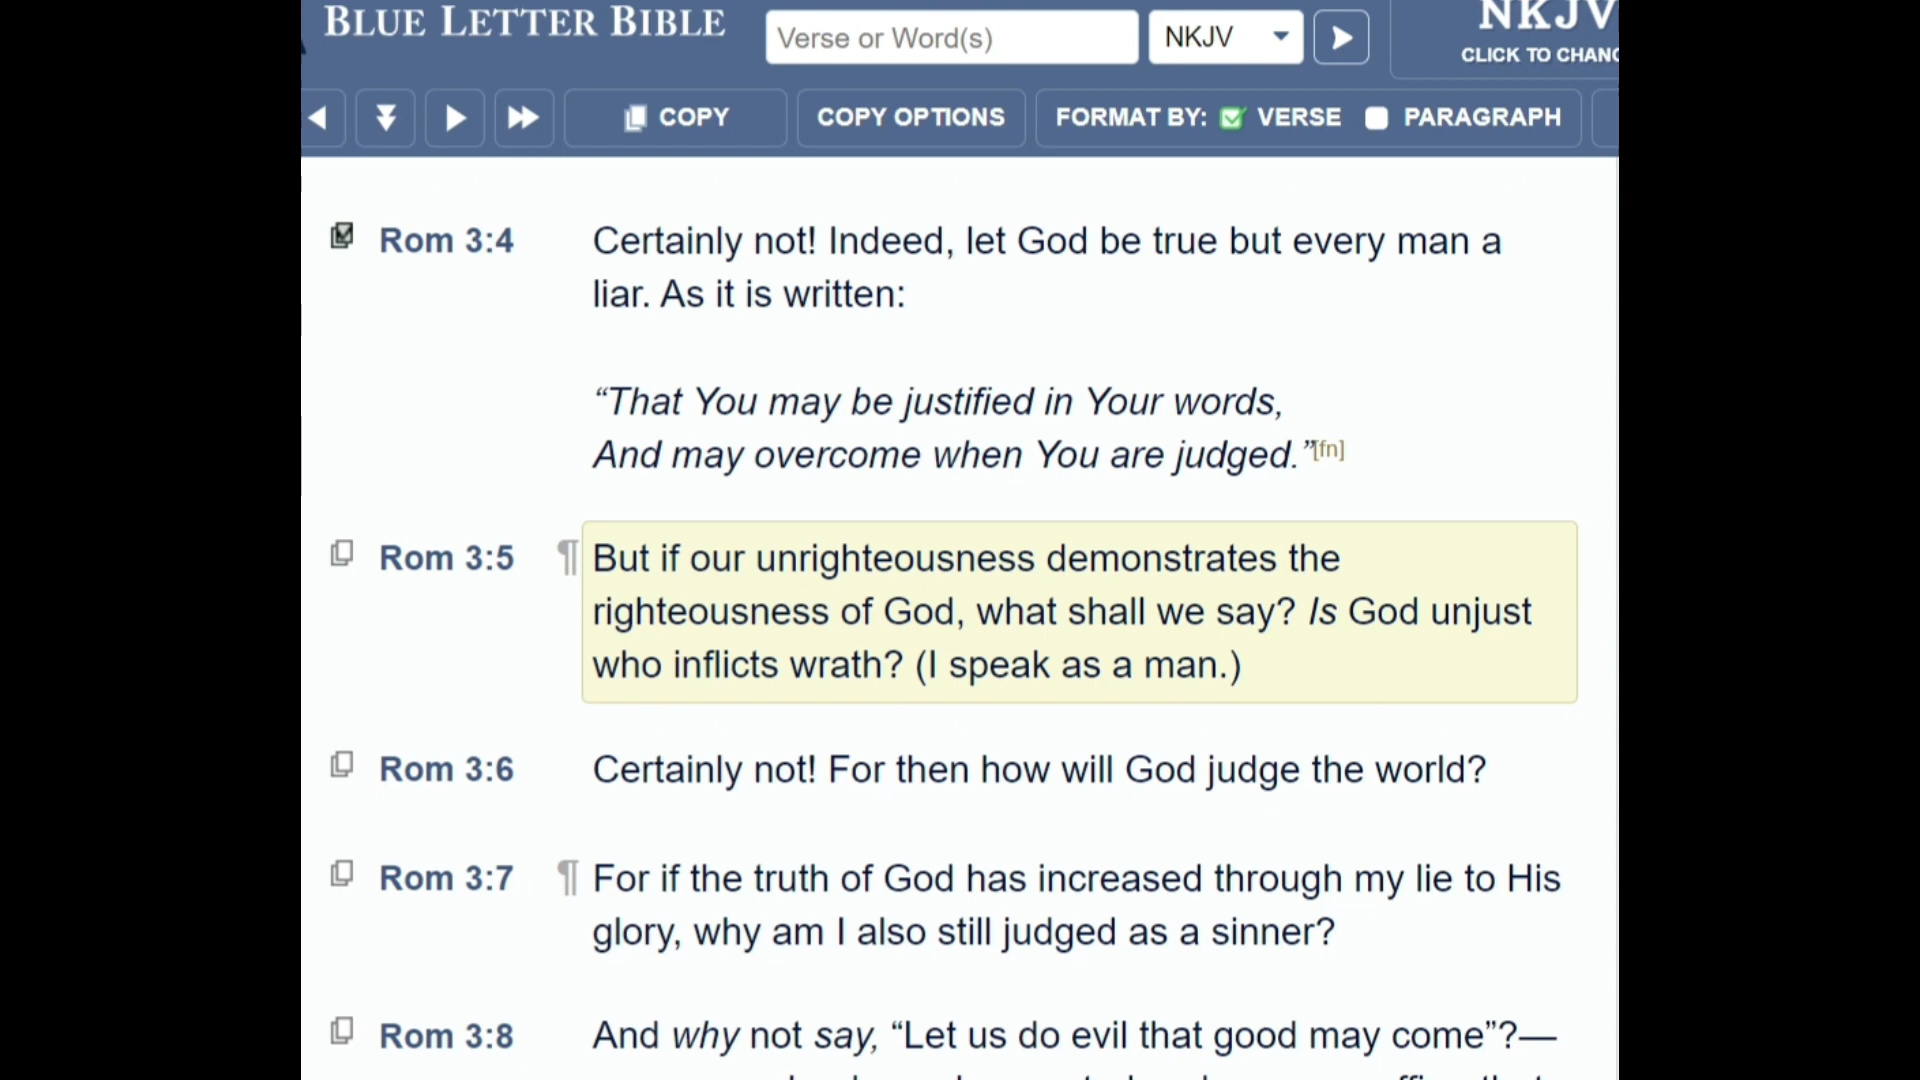 BLUE LETTER BIBLE
Verse or Word(s)
NKJV
NKJV
CLICK TO
COPY
COPY OPTIONS
FORMAT BY: VERSE PARAGRAPH
Rom 3:4 Certainly not! Indeed, let God be true but every man a
liar. As it is written:
“That You may be justified in Your words,
And may overcome when You are judged.”[fn]
Rom 3:5 ¶ But if our unrighteousness demonstrates the
righteousness of God, what shall we say? Is God unjust
who inflicts wrath? (I speak as a man.)
Rom 3:6 Certainly not! For then how will God judge the world?
Rom 3:7 ¶ For if the truth of God has increased through my lie to His
glory, why am I also still judged as a sinner?
Rom 3:8 And why not say, “Let us do evil that good may come”?—